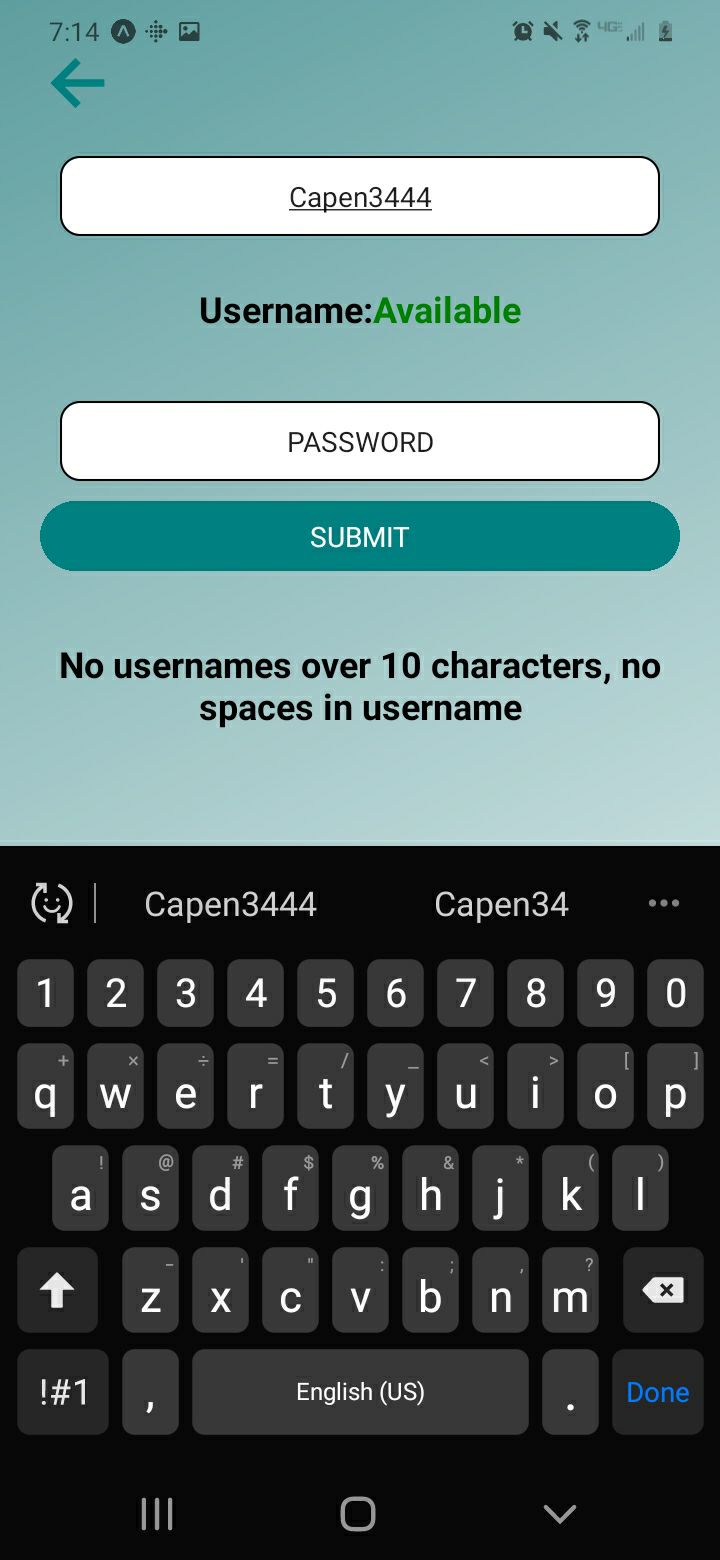 7:14 4GE
Capen3444
Username:Available
PASSWORD
SUBMIT
No usernames over 10 characters, no
spaces in username
Capen3444 Capen34 •••
1 2 3 4 5 6 7 8 9 0
+ × ÷ = / _ < > [ ]
q w e r t y u i o p
! @ # $ % & * ( )
a s d f g h j k l
- ' " : ; , ?
z x c v b n m
!#1 , English (US) . Done